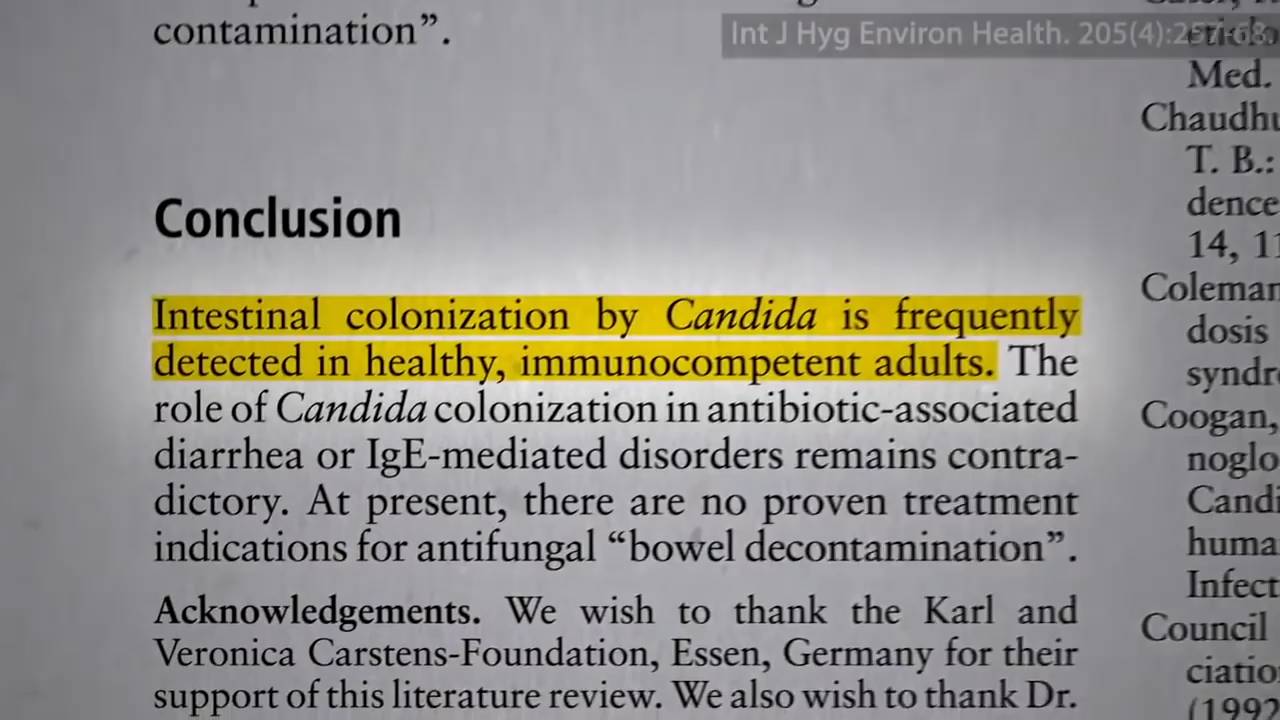 contamination”.
Int J Hyg Environ Health. 205(4):257-68.
Conclusion
Intestinal colonization by Candida is frequently
detected in healthy, immunocompetent adults. The
role of Candida colonization in antibiotic-associated
diarrhea or IgE-mediated disorders remains contra-
dictory. At present, there are no proven treatment
indications for antifungal “bowel decontamination”.
Acknowledgements. We wish to thank the Karl and
Veronica Carstens-Foundation, Essen, Germany for their
support of this literature review. We also wish to thank Dr.
Med.
Chaudhu
T. B.:
dence
14, 11
Coleman
dosis
syndro
Coogan,
noglo
Candi
huma
Infect
Council
ciatio
(1992